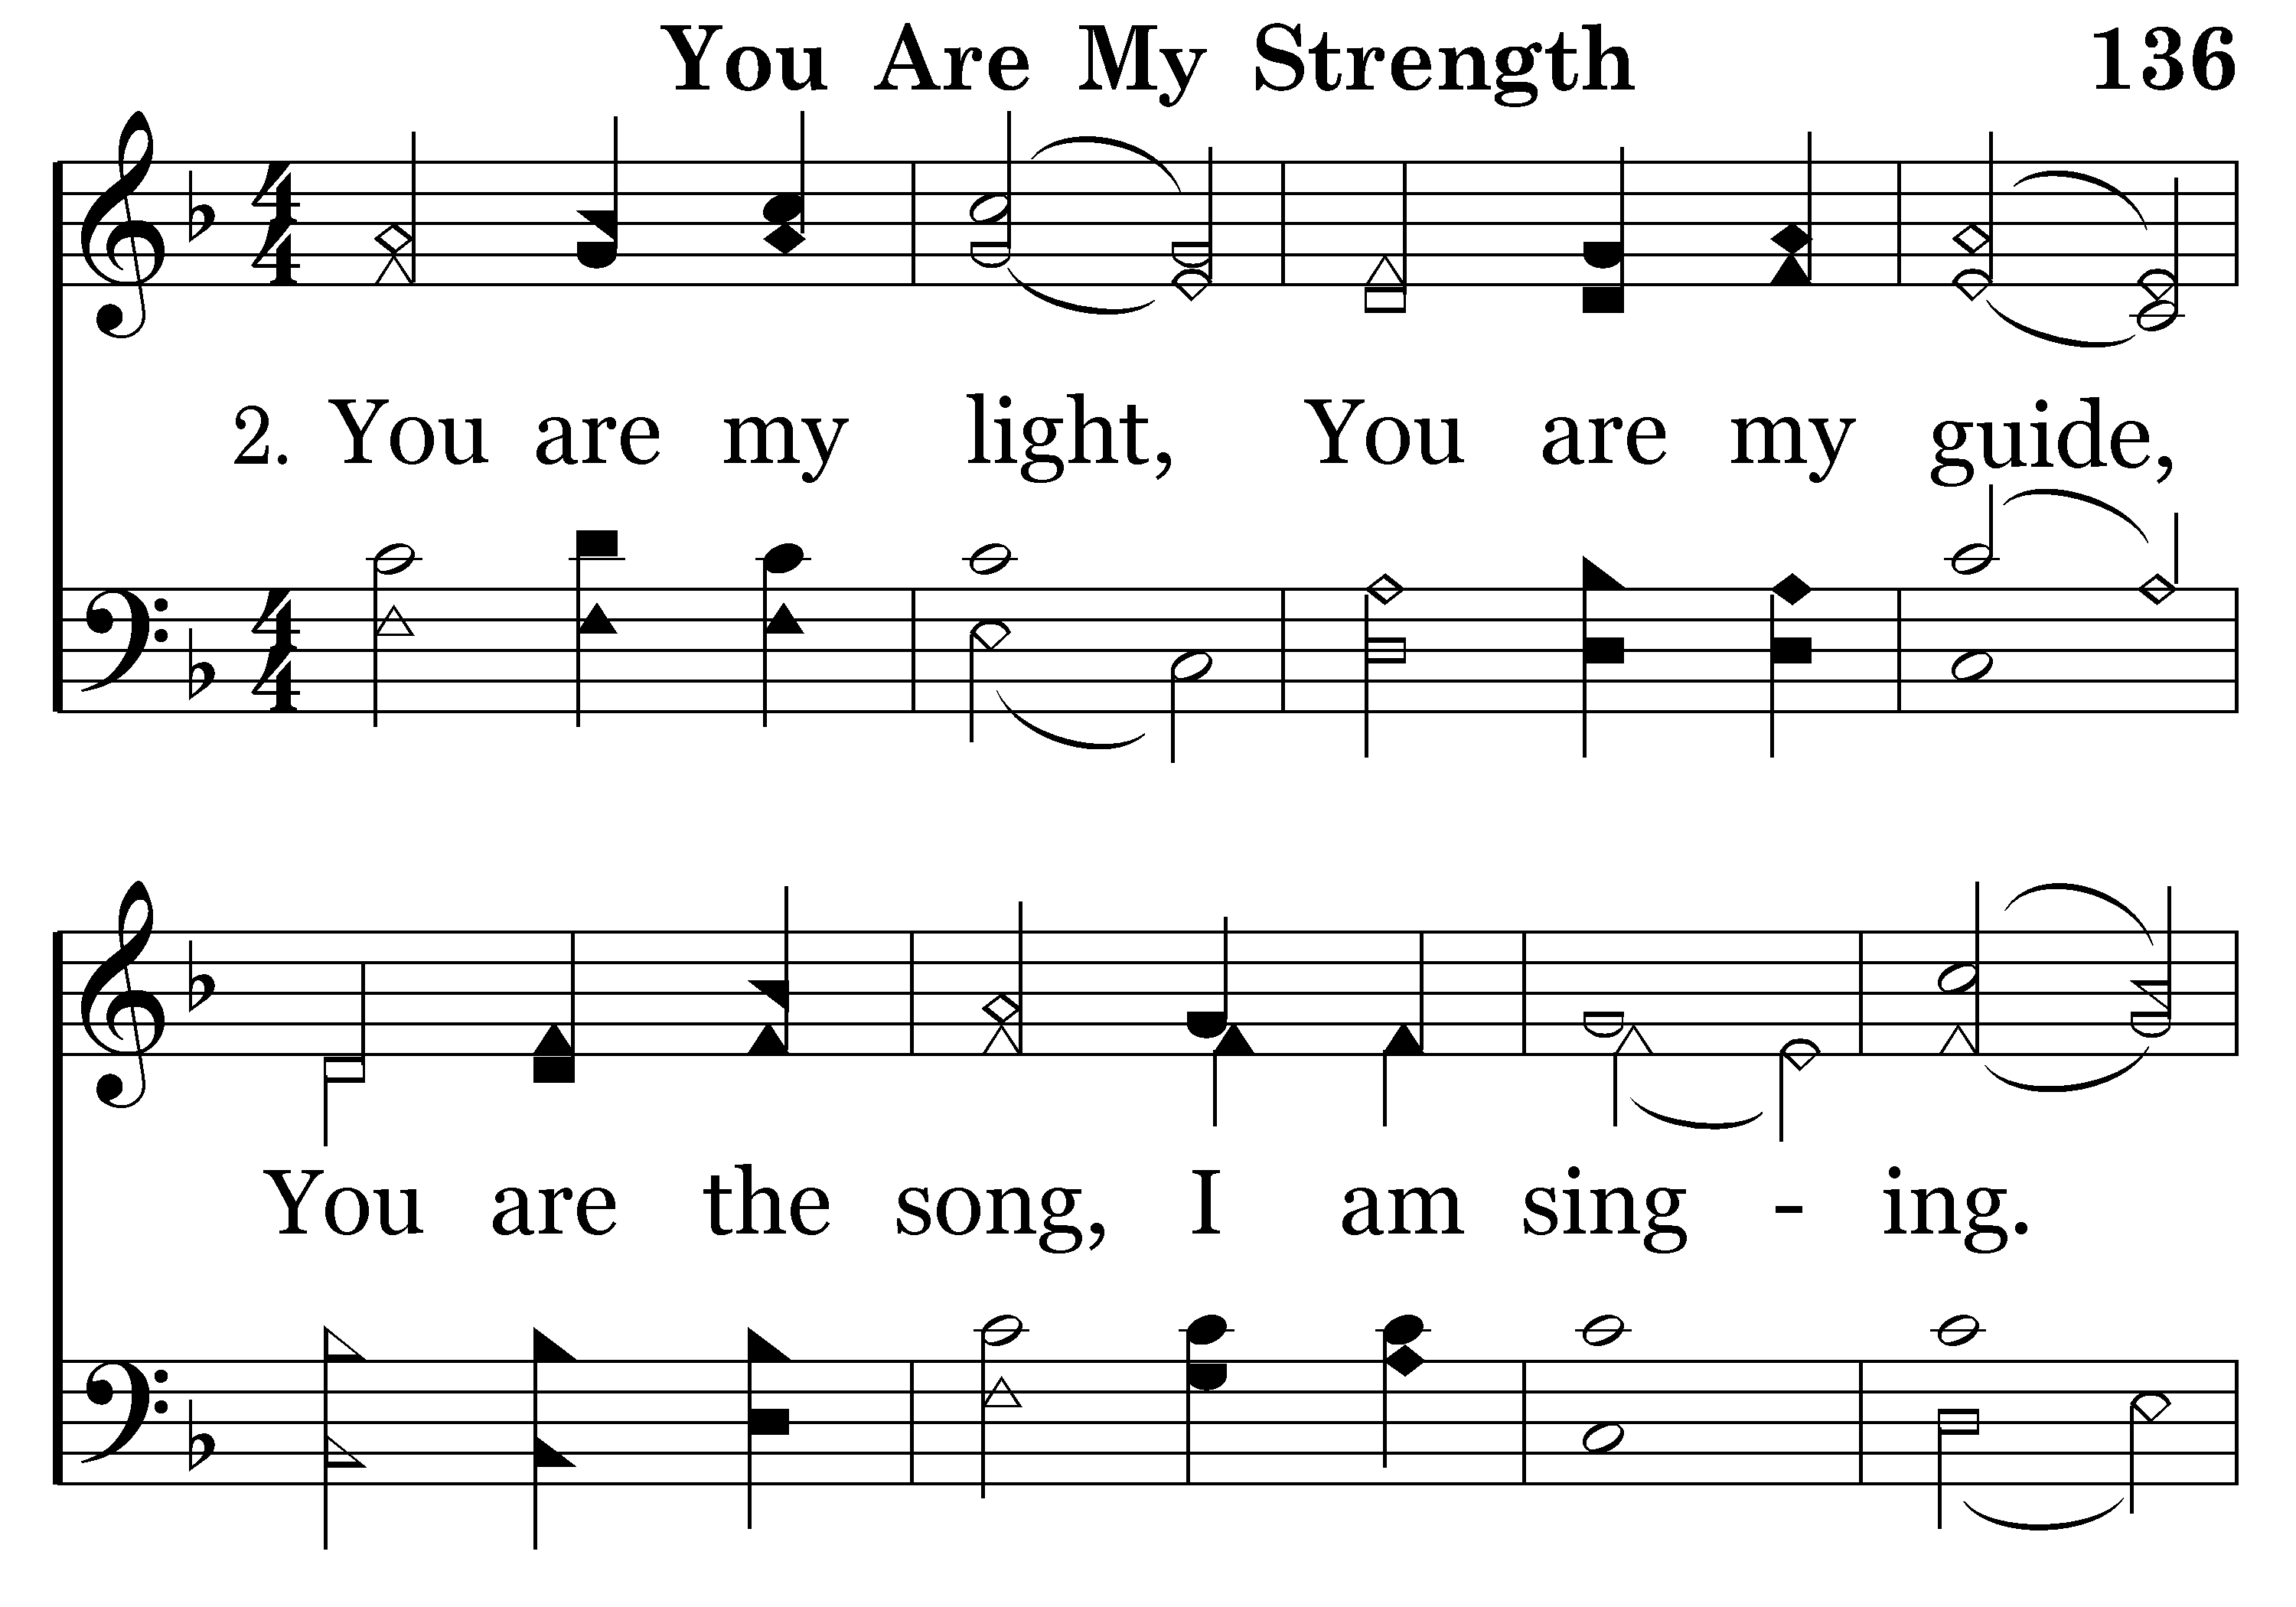 You Are My Strength 136
2. You are my light, You are my guide,
You are the song, I am sing - ing.